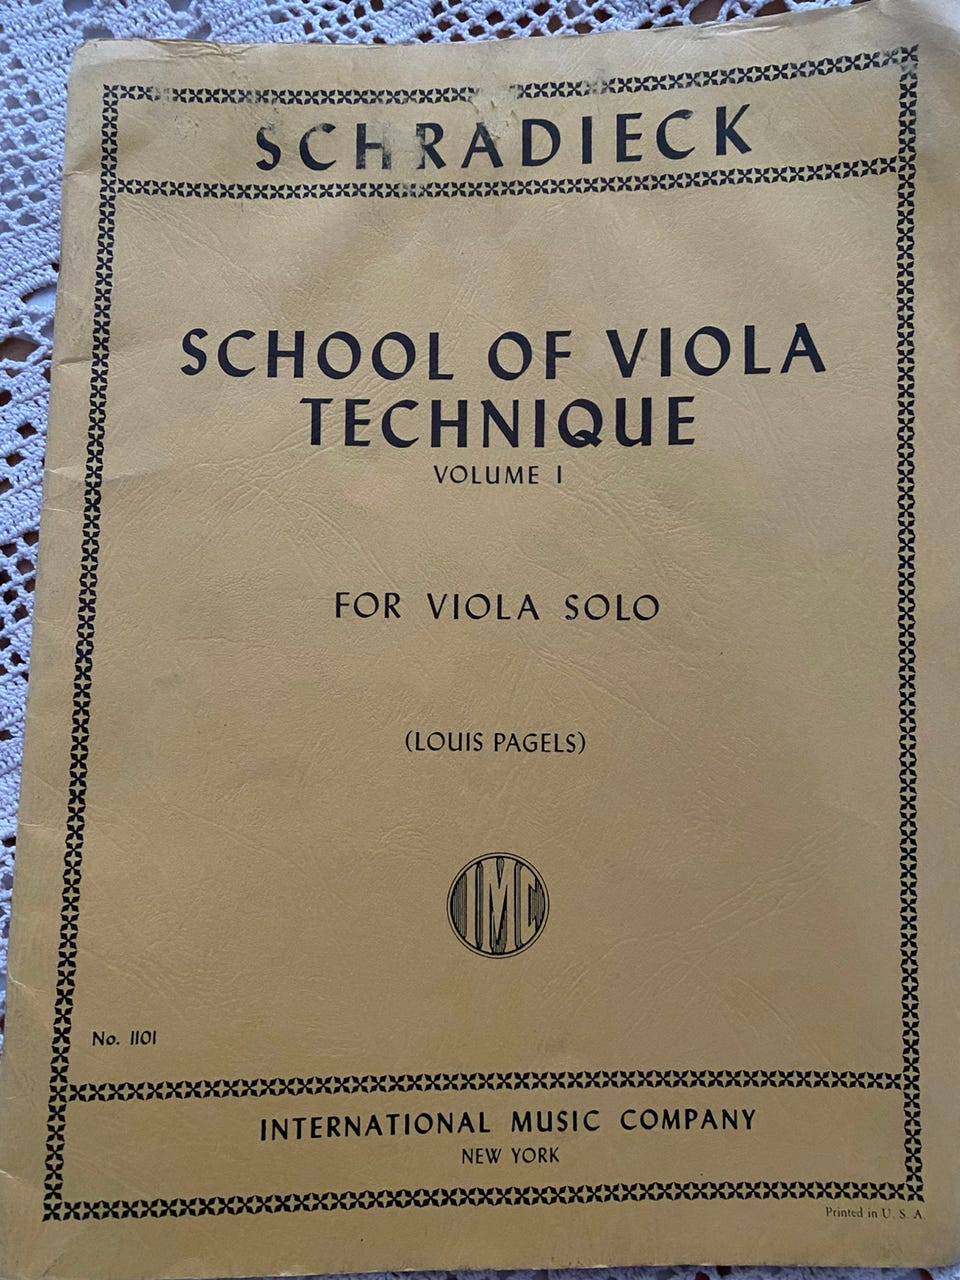 SCHRADIECK
SCHOOL OF VIOLA
TECHNIQUE
VOLUME I
FOR VIOLA SOLO
(LOUIS PAGELS)
IMC
No. 1101
INTERNATIONAL MUSIC COMPANY
NEW YORK
Printed in U. S. A.